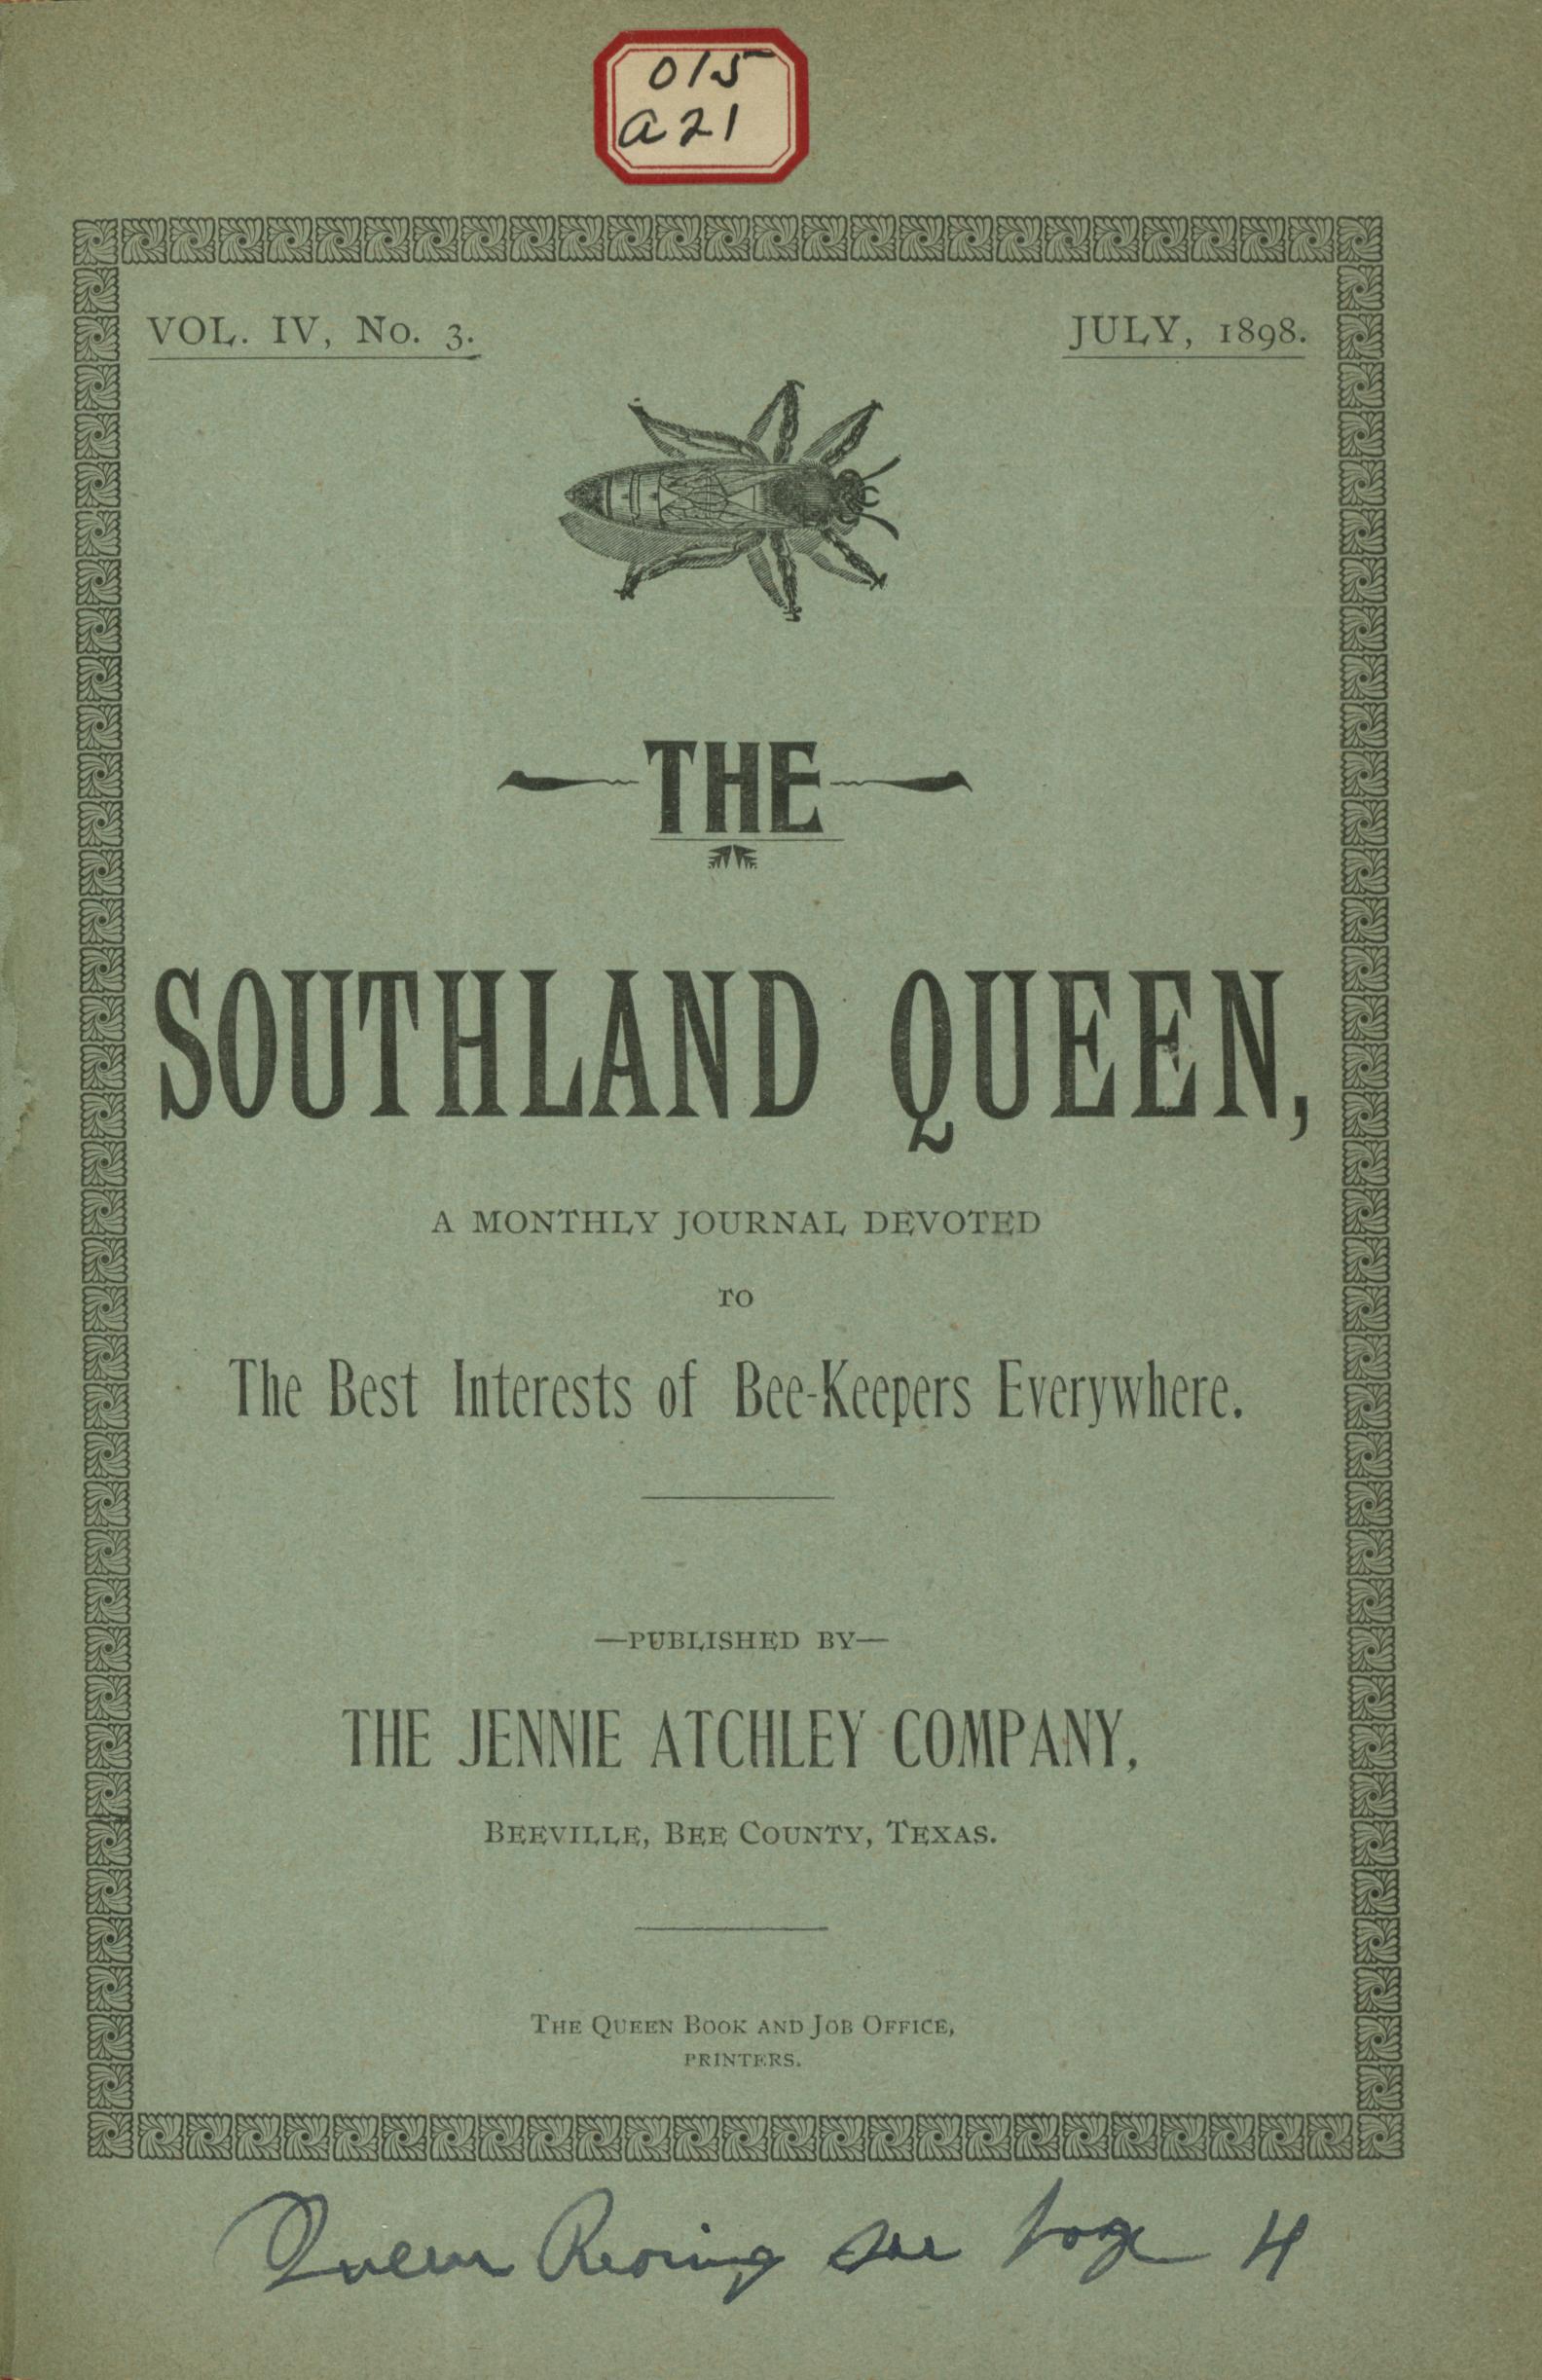 015
a21
VOL. IV, No. 3.
JULY, 1898.
THE
SOUTHLAND QUEEN,
A MONTHLY JOURNAL DEVOTED
TO
The Best Interests of Bee-Keepers Everywhere.
—PUBLISHED BY—
THE JENNIE ATCHLEY COMPANY,
BEEVILLE, BEE COUNTY, TEXAS.
THE QUEEN BOOK AND JOB OFFICE,
PRINTERS.
Queen Rearing see page 4